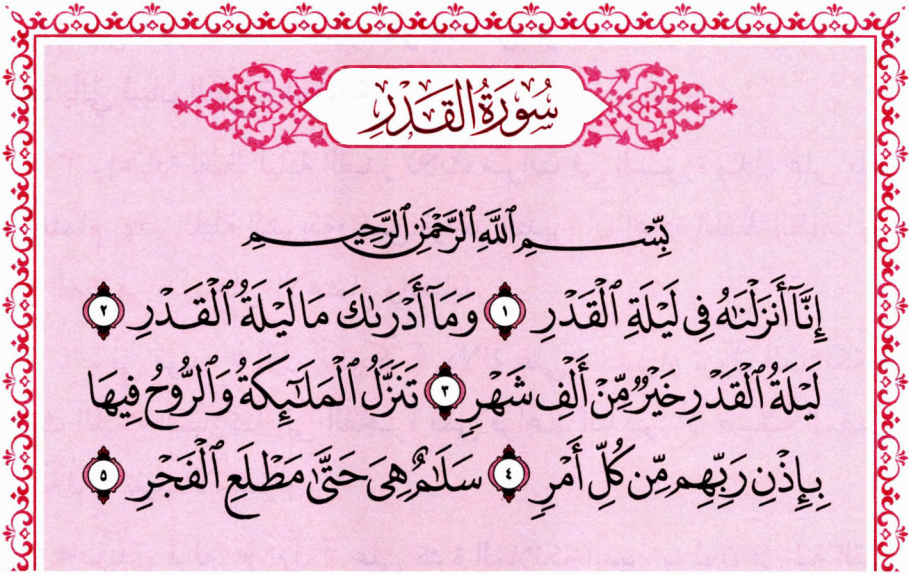 سُورَةُ القَدْرِ
بِسْمِ ٱللَّهِ ٱلرَّحْمَٰنِ ٱلرَّحِيمِ
إِنَّآ أَنزَلْنَٰهُ فِى لَيْلَةِ ٱلْقَدْرِ ١ وَمَآ أَدْرَىٰكَ مَا لَيْلَةُ ٱلْقَدْرِ ٢
لَيْلَةُ ٱلْقَدْرِ خَيْرٌ مِّنْ أَلْفِ شَهْرٍ ٣ تَنَزَّلُ ٱلْمَلَٰٓئِكَةُ وَٱلرُّوحُ فِيهَا
بِإِذْنِ رَبِّهِم مِّن كُلِّ أَمْرٍ ٤ سَلَٰمٌ هِىَ حَتَّىٰ مَطْلَعِ ٱلْفَجْرِ ٥